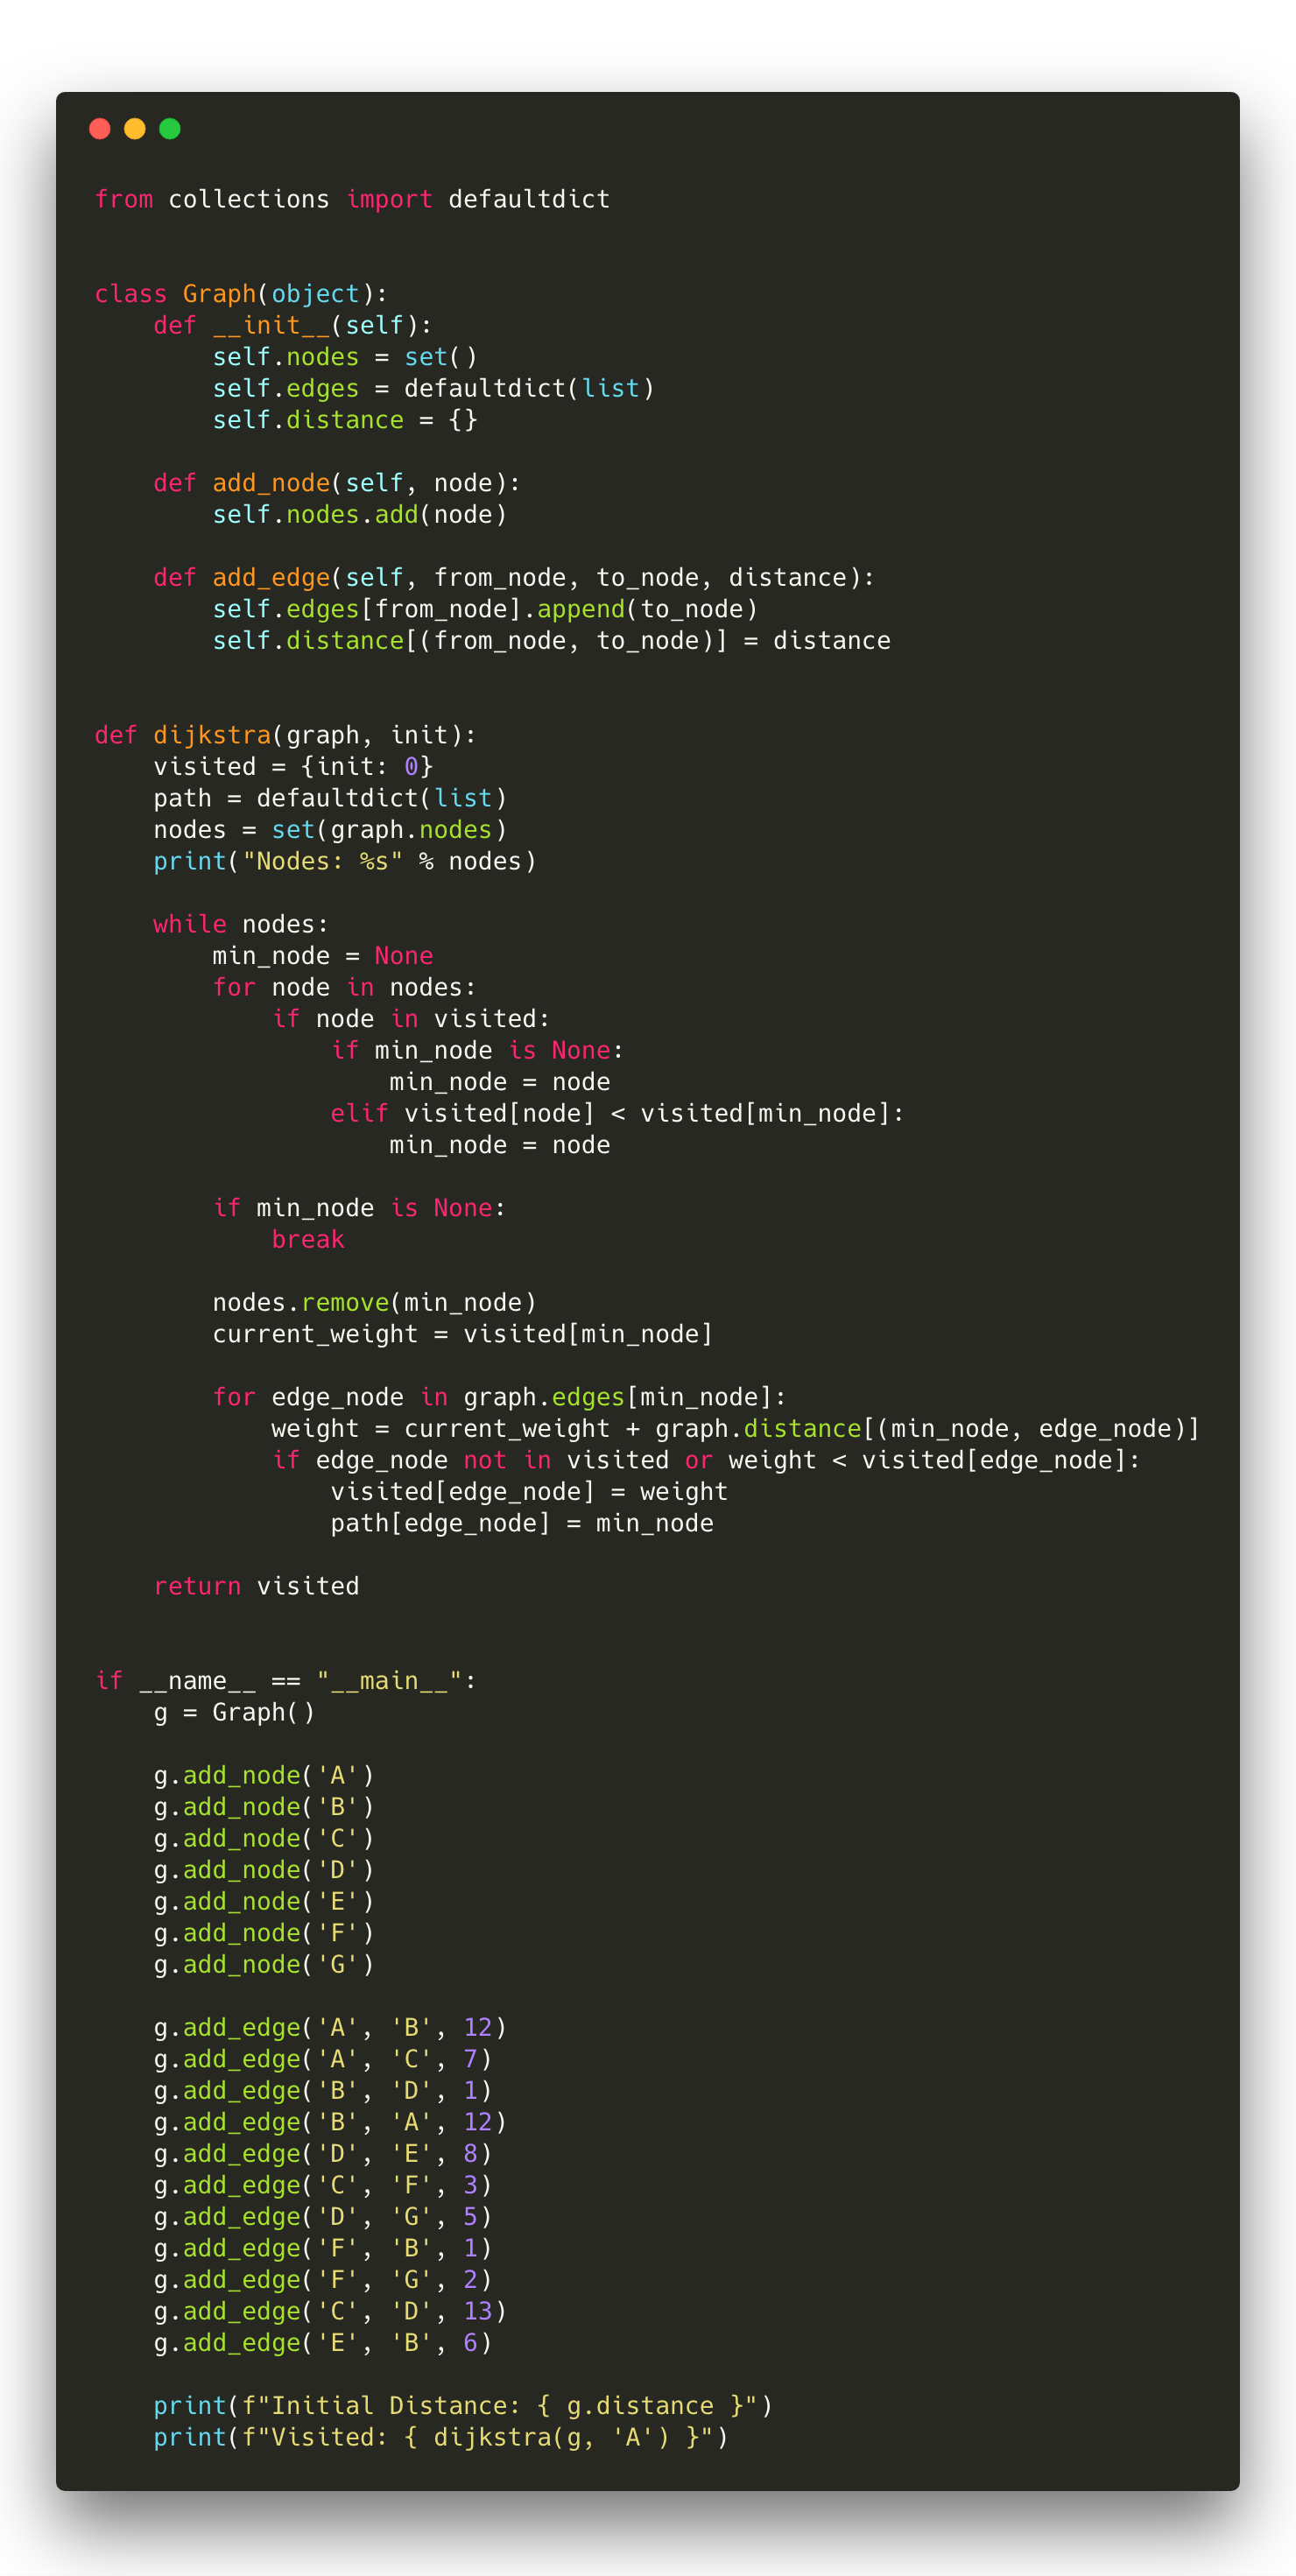 from collections import defaultdict
class Graph(object):
    def __init__(self):
        self.nodes = set()
        self.edges = defaultdict(list)
        self.distance = {}
    def add_node(self, node):
        self.nodes.add(node)
    def add_edge(self, from_node, to_node, distance):
        self.edges[from_node].append(to_node)
        self.distance[(from_node, to_node)] = distance
def dijkstra(graph, init):
    visited = {init: 0}
    path = defaultdict(list)
    nodes = set(graph.nodes)
    print("Nodes: %s" % nodes)
    while nodes:
        min_node = None
        for node in nodes:
            if node in visited:
                if min_node is None:
                    min_node = node
                elif visited[node] < visited[min_node]:
                    min_node = node
        if min_node is None:
            break
        nodes.remove(min_node)
        current_weight = visited[min_node]
        for edge_node in graph.edges[min_node]:
            weight = current_weight + graph.distance[(min_node, edge_node)]
            if edge_node not in visited or weight < visited[edge_node]:
                visited[edge_node] = weight
                path[edge_node] = min_node
    return visited
if __name__ == "__main__":
    g = Graph()
    g.add_node('A')
    g.add_node('B')
    g.add_node('C')
    g.add_node('D')
    g.add_node('E')
    g.add_node('F')
    g.add_node('G')
    g.add_edge('A', 'B', 12)
    g.add_edge('A', 'C', 7)
    g.add_edge('B', 'D', 1)
    g.add_edge('B', 'A', 12)
    g.add_edge('D', 'E', 8)
    g.add_edge('C', 'F', 3)
    g.add_edge('D', 'G', 5)
    g.add_edge('F', 'B', 1)
    g.add_edge('F', 'G', 2)
    g.add_edge('C', 'D', 13)
    g.add_edge('E', 'B', 6)
    print(f"Initial Distance: { g.distance }")
    print(f"Visited: { dijkstra(g, 'A') }")